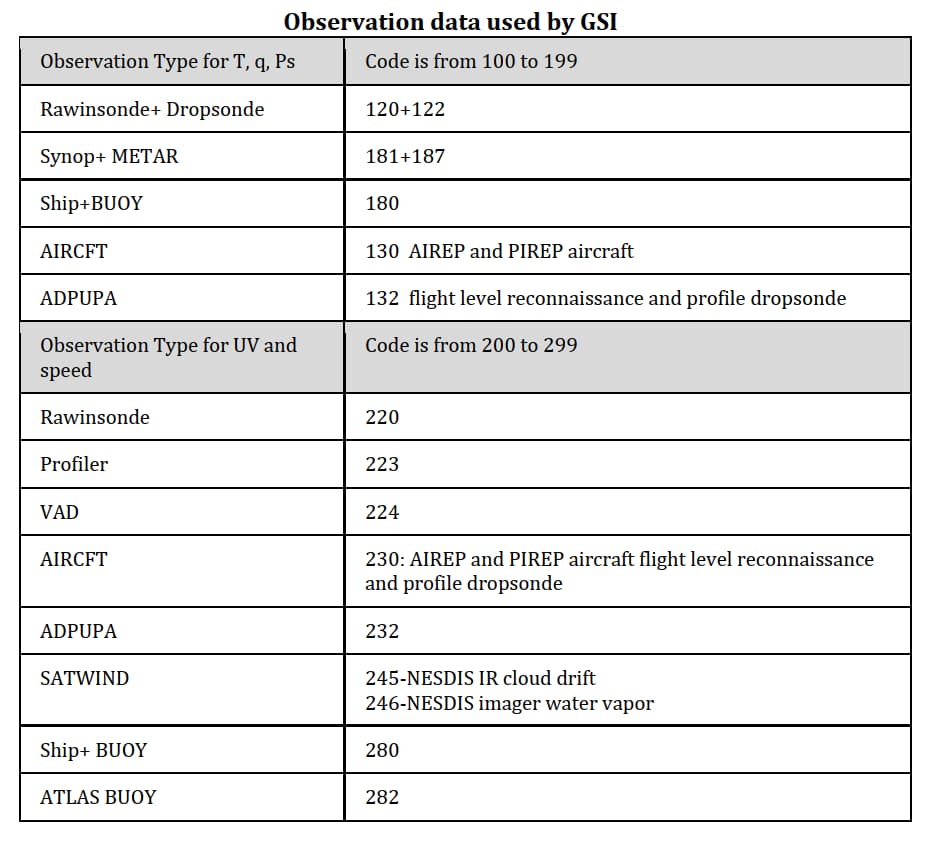 Observation data used by GSI
Observation Type for T, q, Ps
Code is from 100 to 199
Rawinsonde+ Dropsonde
120+122
Synop+ METAR
181+187
Ship+BUOY
180
AIRCFT
130  AIREP and PIREP aircraft
ADPUPA
132  flight level reconnaissance and profile dropsonde
Observation Type for UV and
speed
Code is from 200 to 299
Rawinsonde
220
Profiler
223
VAD
224
AIRCFT
230: AIREP and PIREP aircraft flight level reconnaissance
and profile dropsonde
ADPUPA
232
SATWIND
245-NESDIS IR cloud drift
246-NESDIS imager water vapor
Ship+ BUOY
280
ATLAS BUOY
282